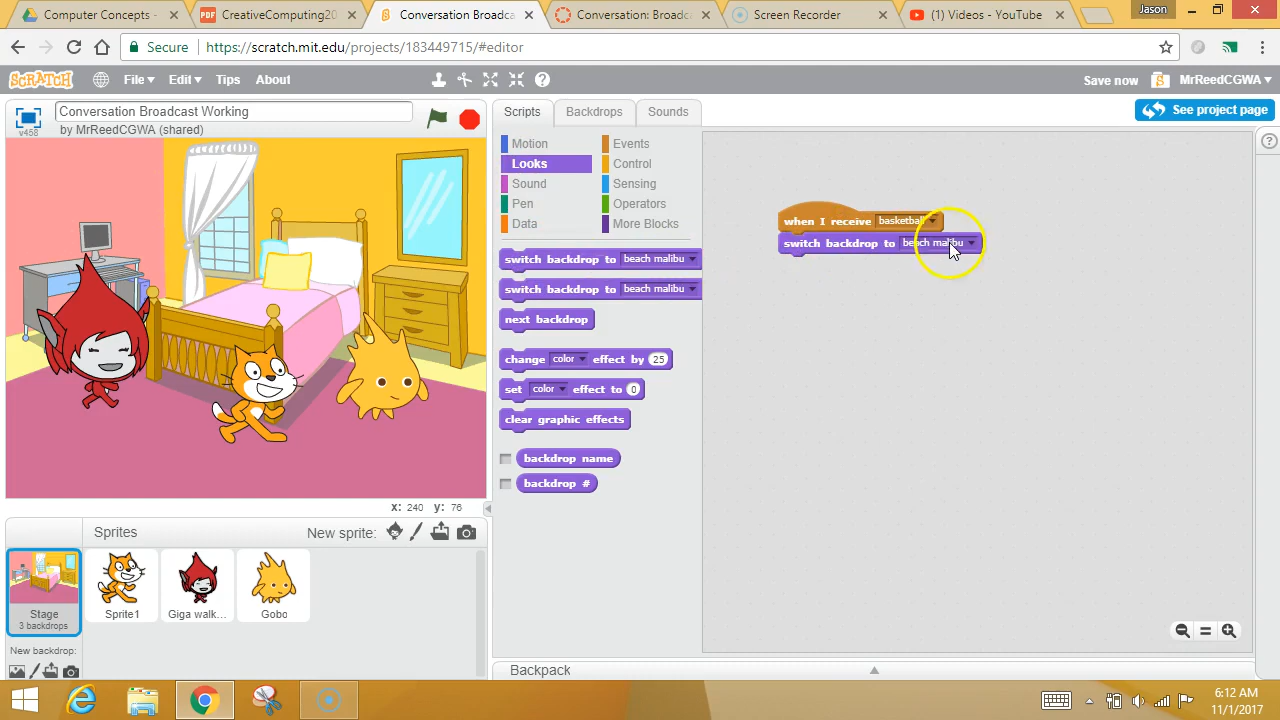 Computer Concepts -
CreativeComputing20
Conversation Broadca
Conversation: Broadc
Screen Recorder
(1) Videos - YouTube
Jason
Secure https://scratch.mit.edu/projects/183449715/#editor
SCRATCH File Edit Tips About Save now MrReedCGWA
v458
Conversation Broadcast Working
by MrReedCGWA (shared)
Scripts Backdrops Sounds
See project page
Motion Events
Looks Control
Sound Sensing
Pen Operators
Data More Blocks
when I receive basketball
switch backdrop to beach malibu
switch backdrop to beach malibu
switch backdrop to beach malibu
next backdrop
change color effect by 25
set color effect to 0
clear graphic effects
backdrop name
backdrop #
x: 240 y: 76
Sprites New sprite:
Stage
3 backdrops
New backdrop:
Sprite1
Giga walk...
Gobo
Backpack
6:12 AM
11/1/2017